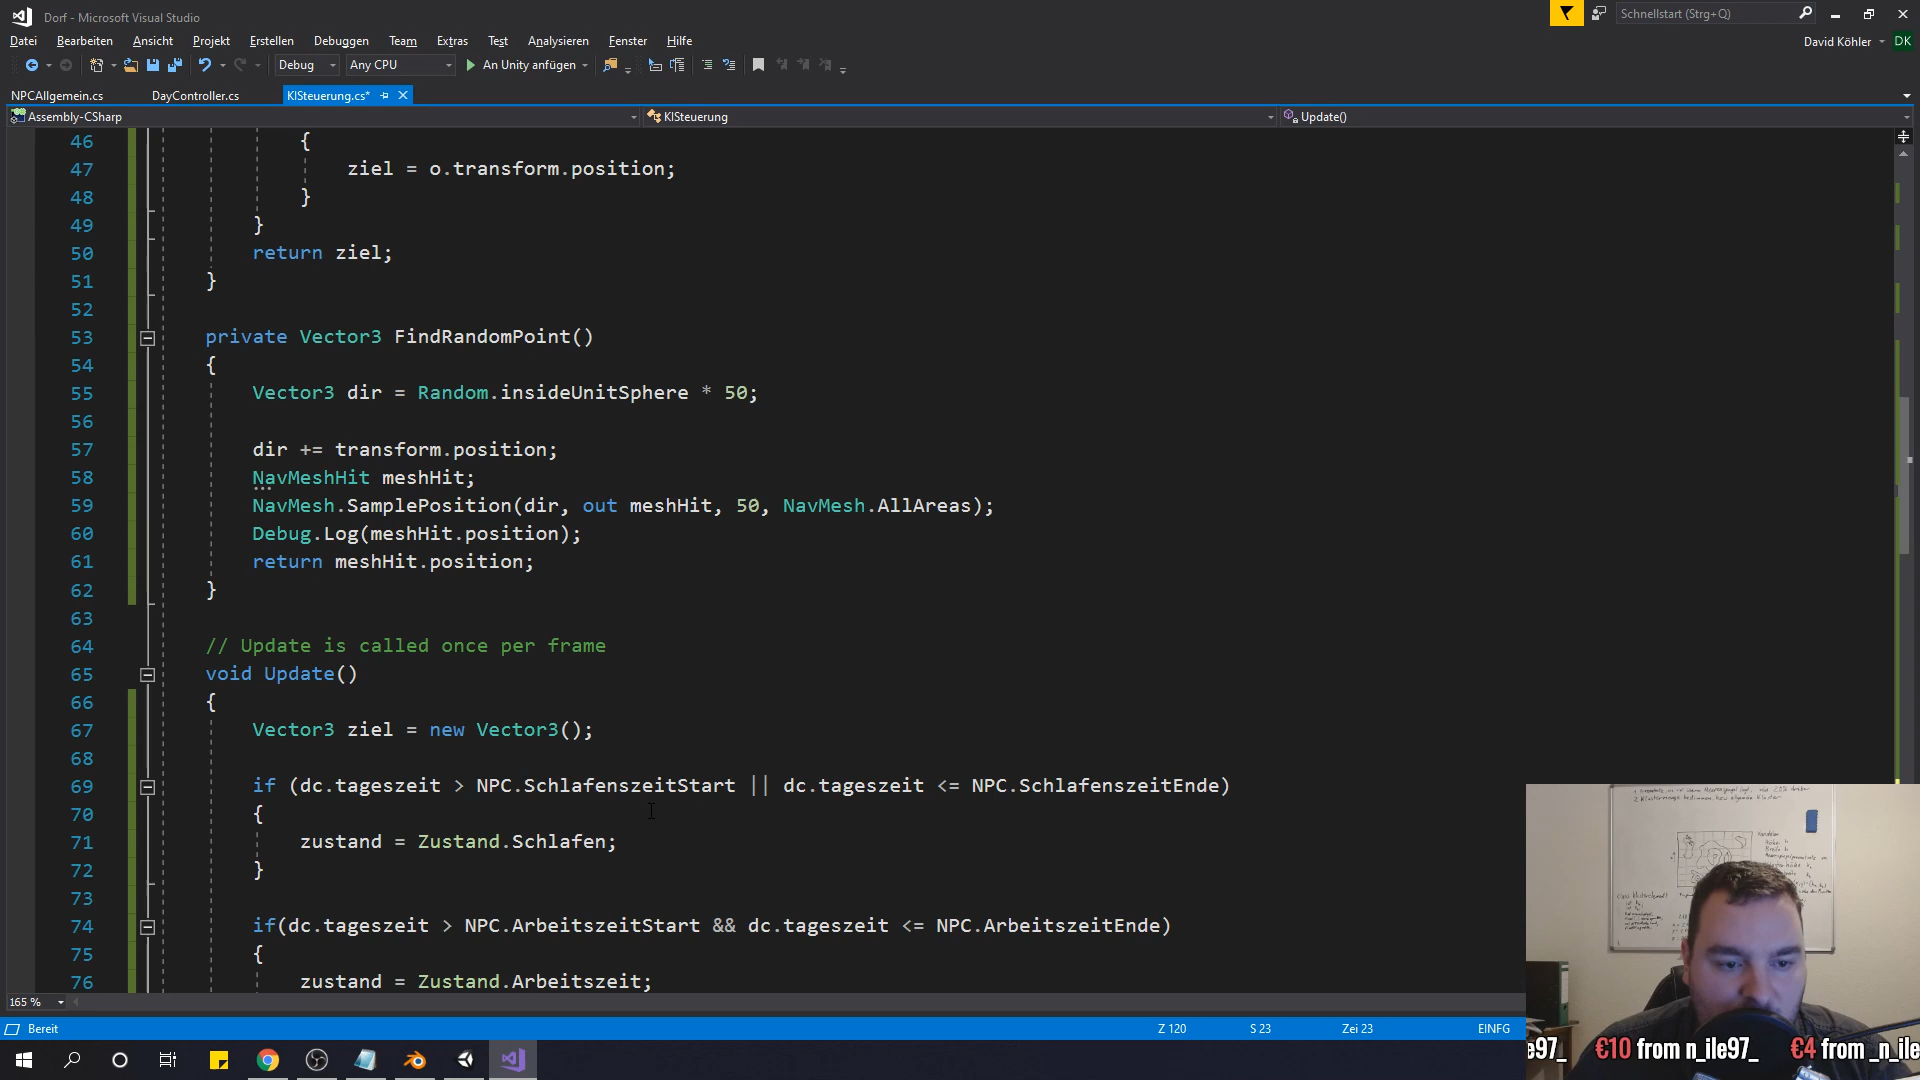 Dorf - Microsoft Visual Studio
Schnellstart (Strg+Q)
Datei Bearbeiten Ansicht Projekt Erstellen Debuggen Team Extras Test Analysieren Fenster Hilfe
David Köhler DK
Debug Any CPU An Unity anfügen
NPCAllgemein.cs DayController.cs KISteuerung.cs*
Assembly-CSharp KISteuerung Update()
46 {
47 ziel = o.transform.position;
48 }
49 }
50 return ziel;
51 }
52
53 private Vector3 FindRandomPoint()
54 {
55 Vector3 dir = Random.insideUnitSphere * 50;
56
57 dir += transform.position;
58 NavMeshHit meshHit;
59 NavMesh.SamplePosition(dir, out meshHit, 50, NavMesh.AllAreas);
60 Debug.Log(meshHit.position);
61 return meshHit.position;
62 }
63
64 // Update is called once per frame
65 void Update()
66 {
67 Vector3 ziel = new Vector3();
68
69 if (dc.tageszeit > NPC.SchlafenszeitStart || dc.tageszeit <= NPC.SchlafenszeitEnde)
70 {
71 zustand = Zustand.Schlafen;
72 }
73
74 if(dc.tageszeit > NPC.ArbeitszeitStart && dc.tageszeit <= NPC.ArbeitszeitEnde)
75 {
76 zustand = Zustand.Arbeitszeit;
165 %
Bereit Z 120 S 23 Zei 23 EINFG
le97_ €10 from n_ile97_ €4 from _n_ile